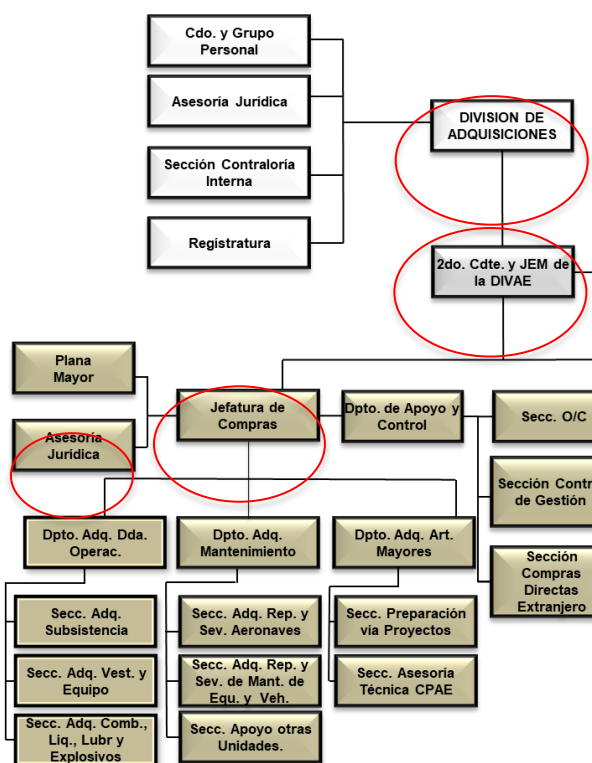 Cdo. y Grupo
Personal
Asesoría Jurídica
Sección Contraloría
Interna
Registratura
DIVISION DE
ADQUISICIONES
2do. Cdte. y JEM de
la DIVAE
Plana
Mayor
Asesoría
Jurídica
Jefatura de
Compras
Dpto. de Apoyo y
Control
Secc. O/C
Sección Contr
de Gestión
Sección
Compras
Directas
Extranjero
Dpto. Adq. Dda.
Operac.
Dpto. Adq.
Mantenimiento
Dpto. Adq. Art.
Mayores
Secc. Adq.
Subsistencia
Secc. Adq. Vest. y
Equipo
Secc. Adq. Comb.,
Liq., Lubr y
Explosivos
Secc. Adq. Rep. y
Sev. Aeronaves
Secc. Adq. Rep. y
Sev. de Mant. de
Equ. y Veh.
Secc. Apoyo otras
Unidades.
Secc. Preparación
vía Proyectos
Secc. Asesoría
Técnica CPAE